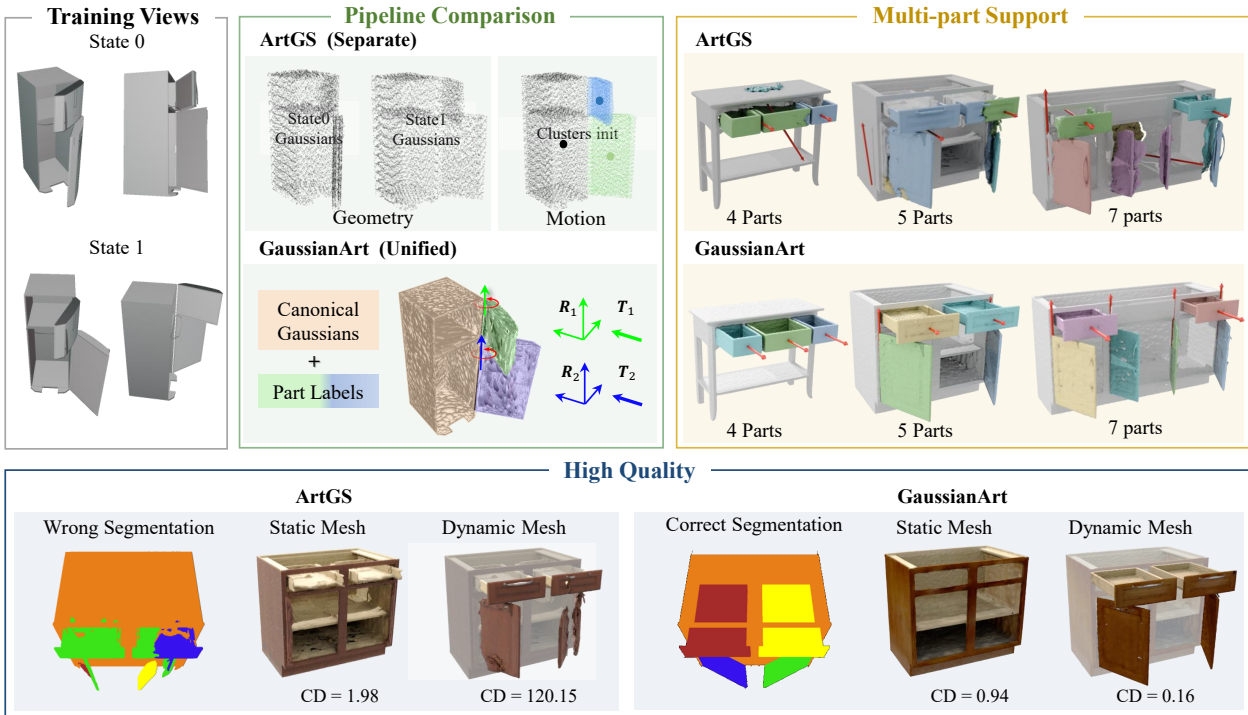 Training Views
State 0
State 1
Pipeline Comparison
ArtGS (Separate)
State0
Gaussians
State1
Gaussians
Clusters init
Geometry
Motion
GaussianArt (Unified)
Canonical
Gaussians
+
Part Labels
R₁
T₁
R₂
T₂
Multi-part Support
ArtGS
4 Parts
5 Parts
7 parts
GaussianArt
4 Parts
5 Parts
7 parts
High Quality
ArtGS
Wrong Segmentation
Static Mesh
Dynamic Mesh
CD = 1.98
CD = 120.15
GaussianArt
Correct Segmentation
Static Mesh
Dynamic Mesh
CD = 0.94
CD = 0.16